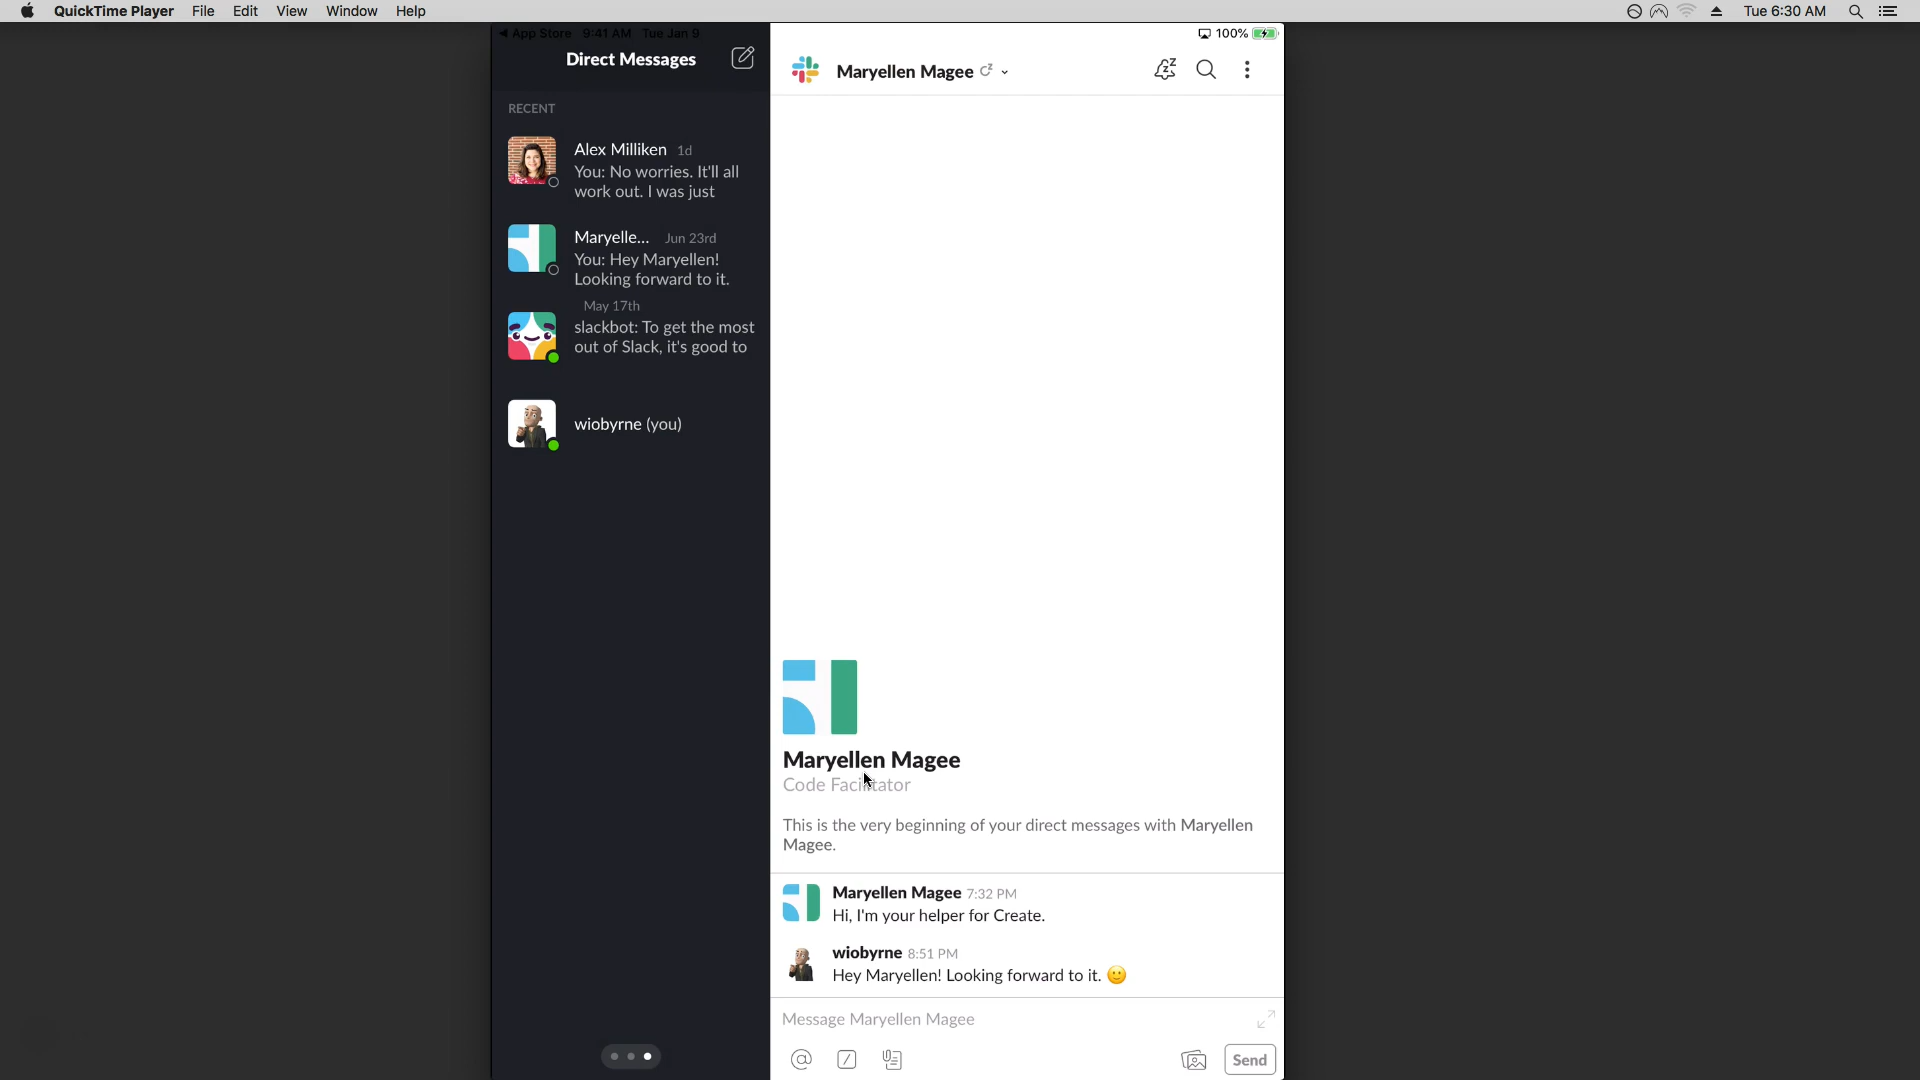 QuickTime Player File Edit View Window Help Tue 6:30 AM
App Store 9:41 AM Tue Jan 9 100%
Direct Messages
RECENT
Alex Milliken 1d
You: No worries. It'll all
work out. I was just
Maryelle... Jun 23rd
You: Hey Maryellen!
Looking forward to it.
May 17th
slackbot: To get the most
out of Slack, it's good to
wiobyrne (you)
Maryellen Magee
Maryellen Magee
Code Facilitator
This is the very beginning of your direct messages with Maryellen
Magee.
Maryellen Magee 7:32 PM
Hi, I'm your helper for Create.
wiobyrne 8:51 PM
Hey Maryellen! Looking forward to it.
Message Maryellen Magee
Send